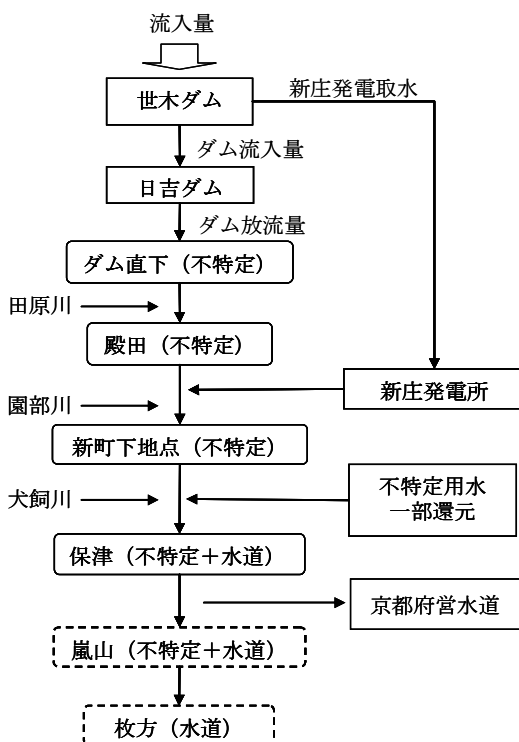 流入量
世木ダム
新庄発電取水
ダム流入量
日吉ダム
ダム放流量
ダム直下（不特定）
田原川
殿田（不特定）
新庄発電所
園部川
新町下地点（不特定）
犬飼川
不特定用水
一部還元
保津（不特定＋水道）
京都府営水道
嵐山（不特定＋水道）
枚方（水道）